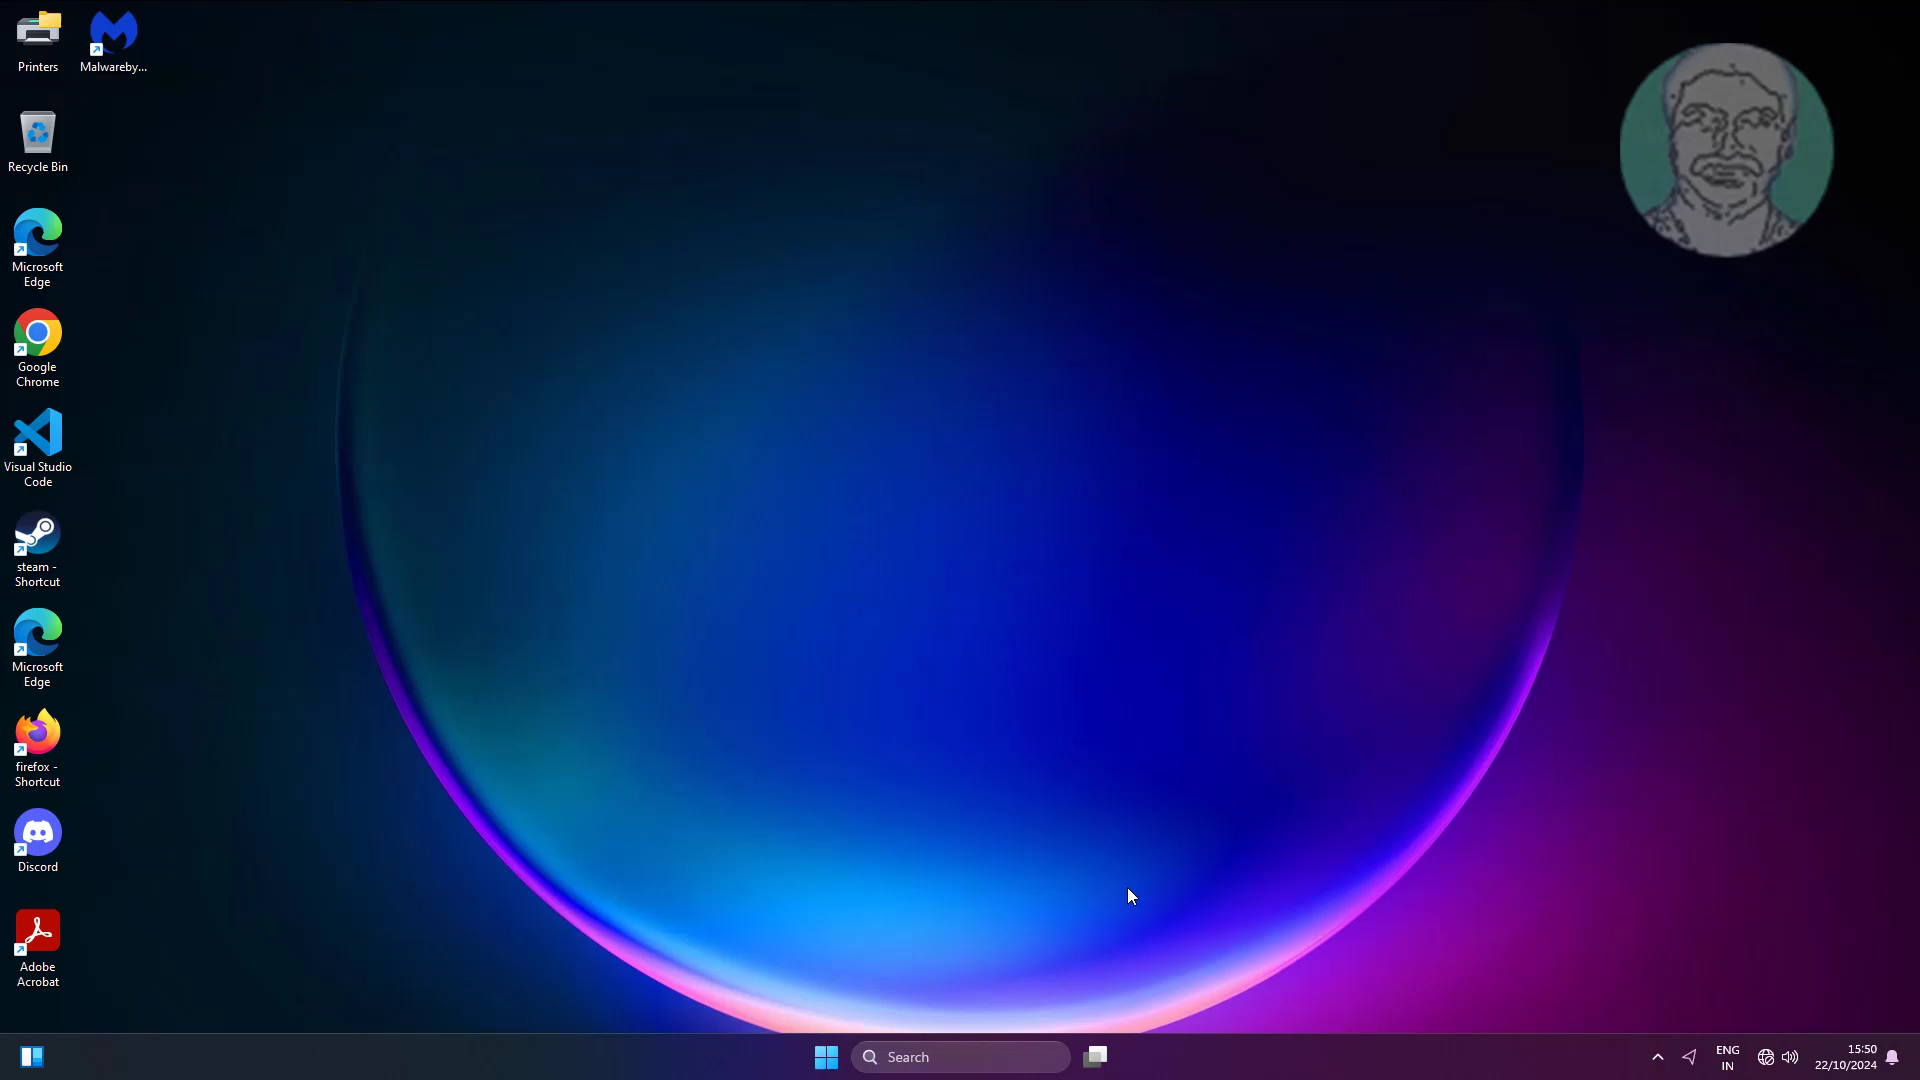 Printers
Malwareby...
Recycle Bin
Microsoft
Edge
Google
Chrome
Visual Studio
Code
steam -
Shortcut
Microsoft
Edge
firefox -
Shortcut
Discord
Adobe
Acrobat
Search
ENG
IN
15:50
22/10/2024